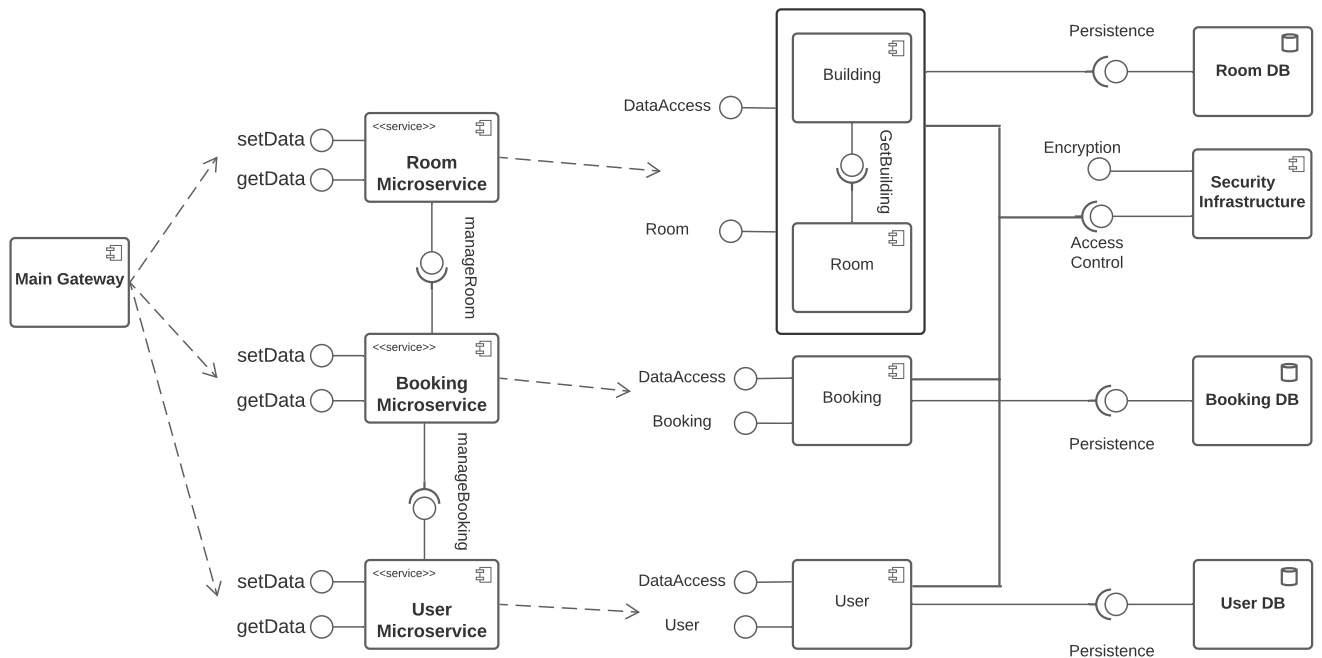 Main Gateway
setData
getData
<<service>>
Room
Microservice
manageRoom
setData
getData
<<service>>
Booking
Microservice
manageBooking
setData
getData
<<service>>
User
Microservice
DataAccess
Room
Building
GetBuilding
Room
DataAccess
Booking
Booking
DataAccess
User
User
Persistence
Room DB
Encryption
Access
Control
Security
Infrastructure
Persistence
Booking DB
Persistence
User DB